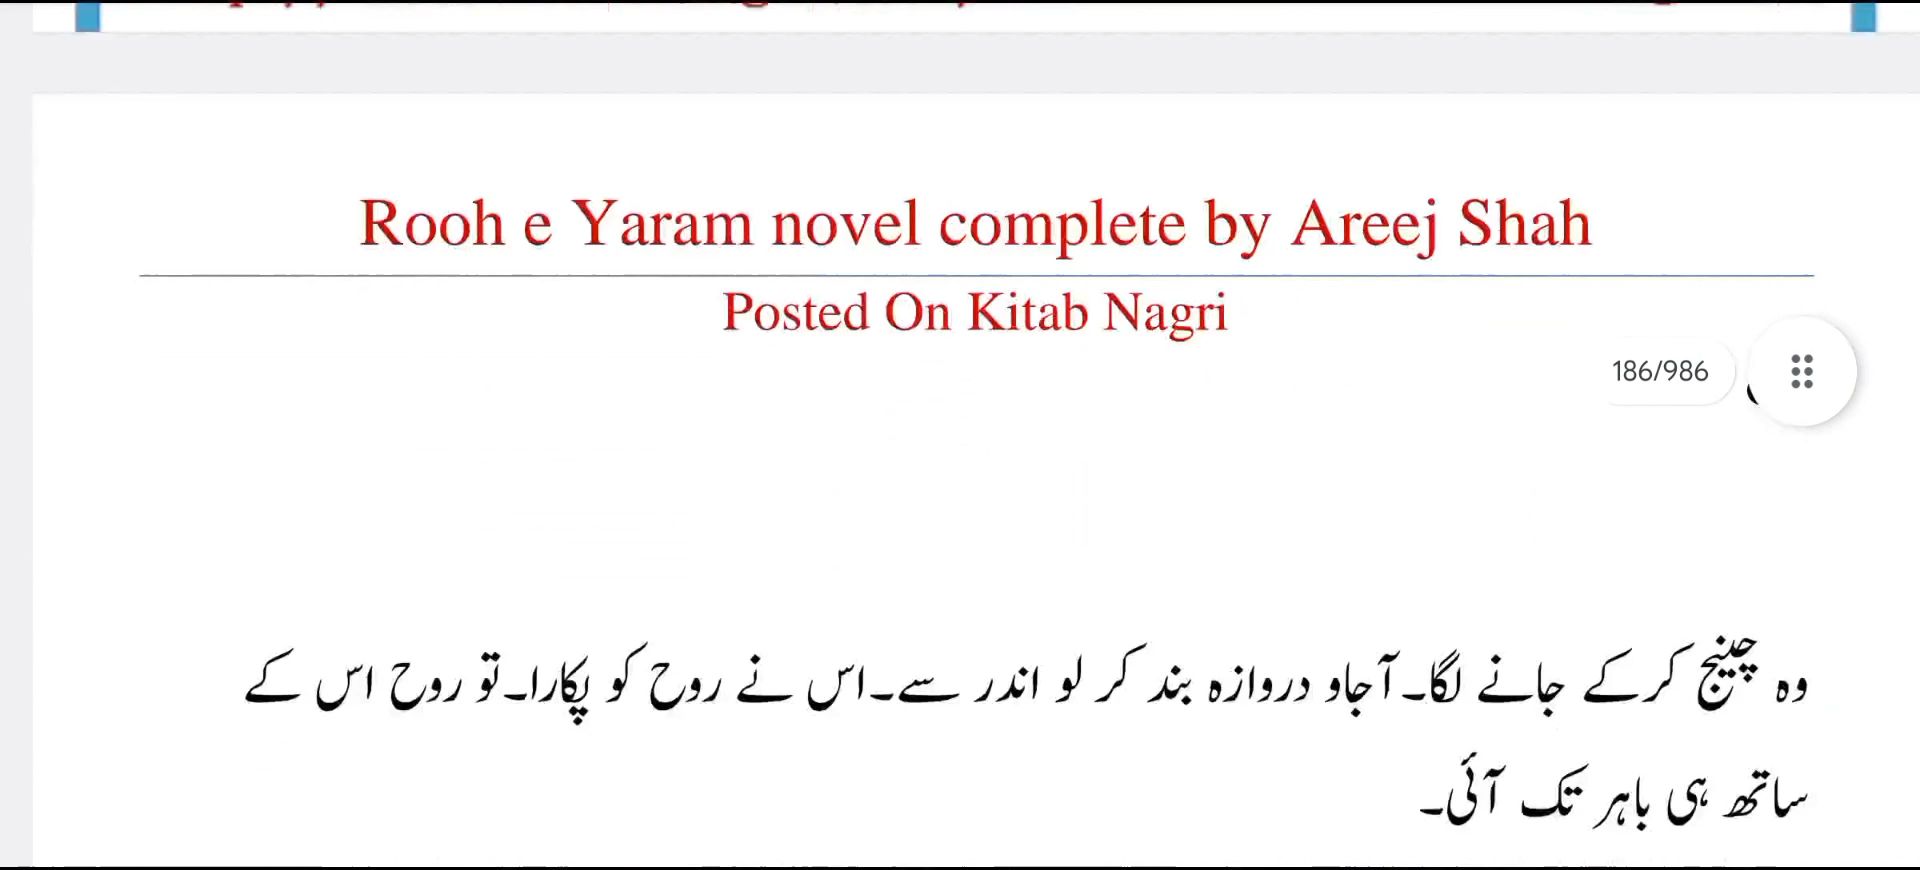 Rooh e Yaram novel complete by Areej Shah
Posted On Kitab Nagri
186/986
وہ چینج کرکے جانے لگا۔آجاو دروازہ بند کر لو اندر سے۔اس نے روح کو پکارا۔تو روح اس کے
ساتھ ہی باہر تک آئی۔